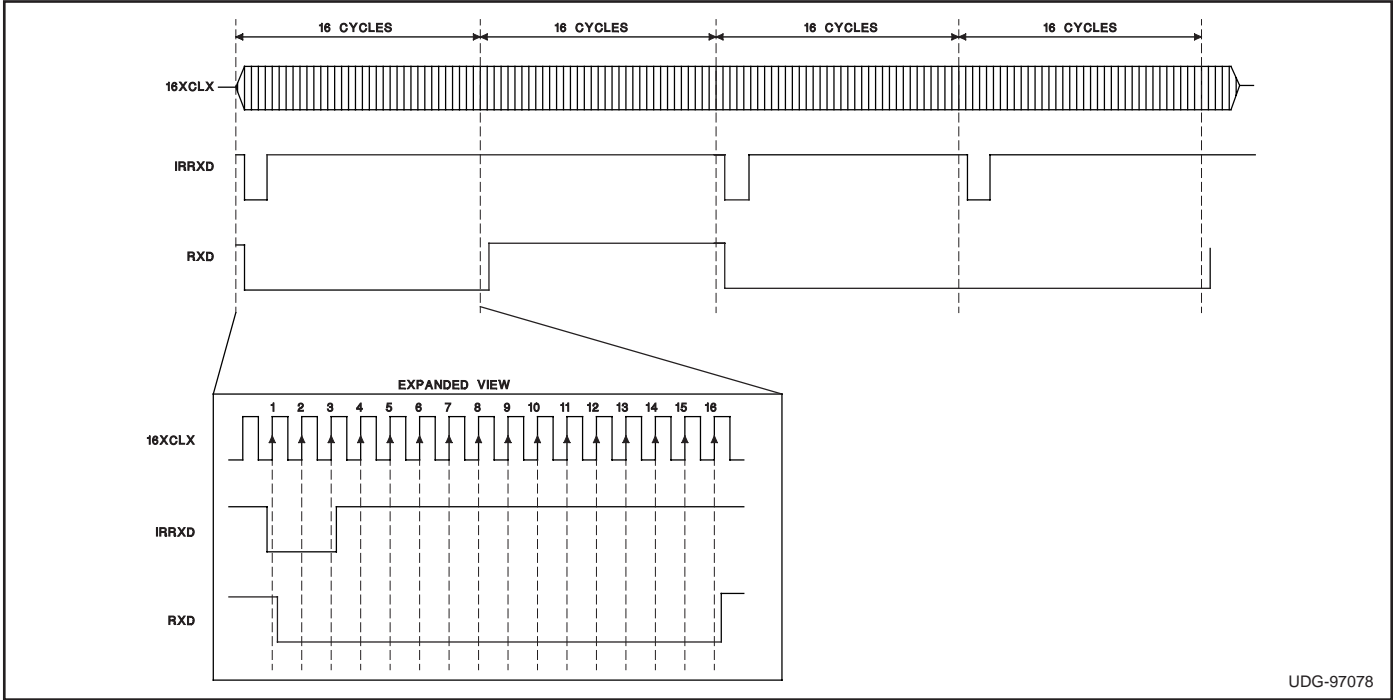 16 CYCLES 16 CYCLES 16 CYCLES 16 CYCLES
16XCLX
IRRXD
RXD
EXPANDED VIEW
1 2 3 4 5 6 7 8 9 10 11 12 13 14 15 16
16XCLX
IRRXD
RXD
UDG-97078